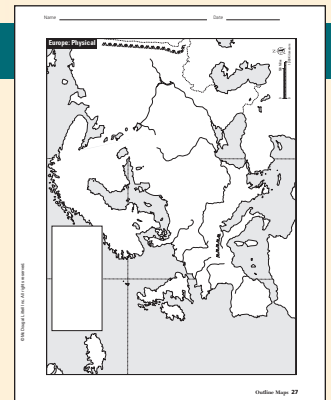 Name
Date
Europe: Physical
N
© McDougal Littell Inc. All rights reserved.
Outline Maps 27